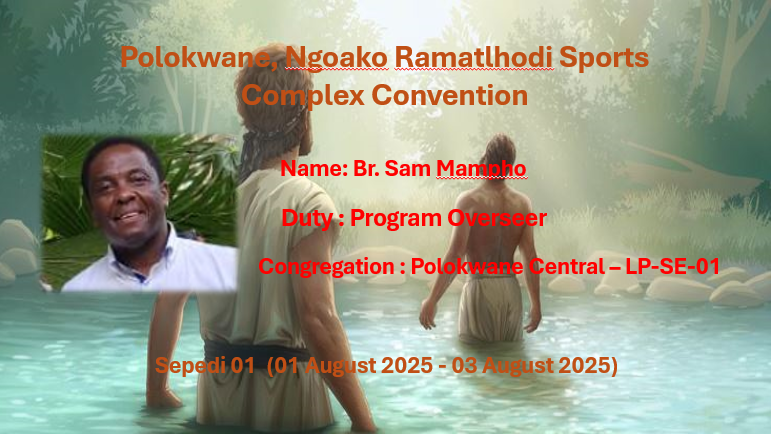 Polokwane, Ngoako Ramatlhodi Sports
Complex Convention
Name: Br. Sam Mampho
Duty : Program Overseer
Congregation : Polokwane Central – LP-SE-01
Sepedi 01 (01 August 2025 - 03 August 2025)